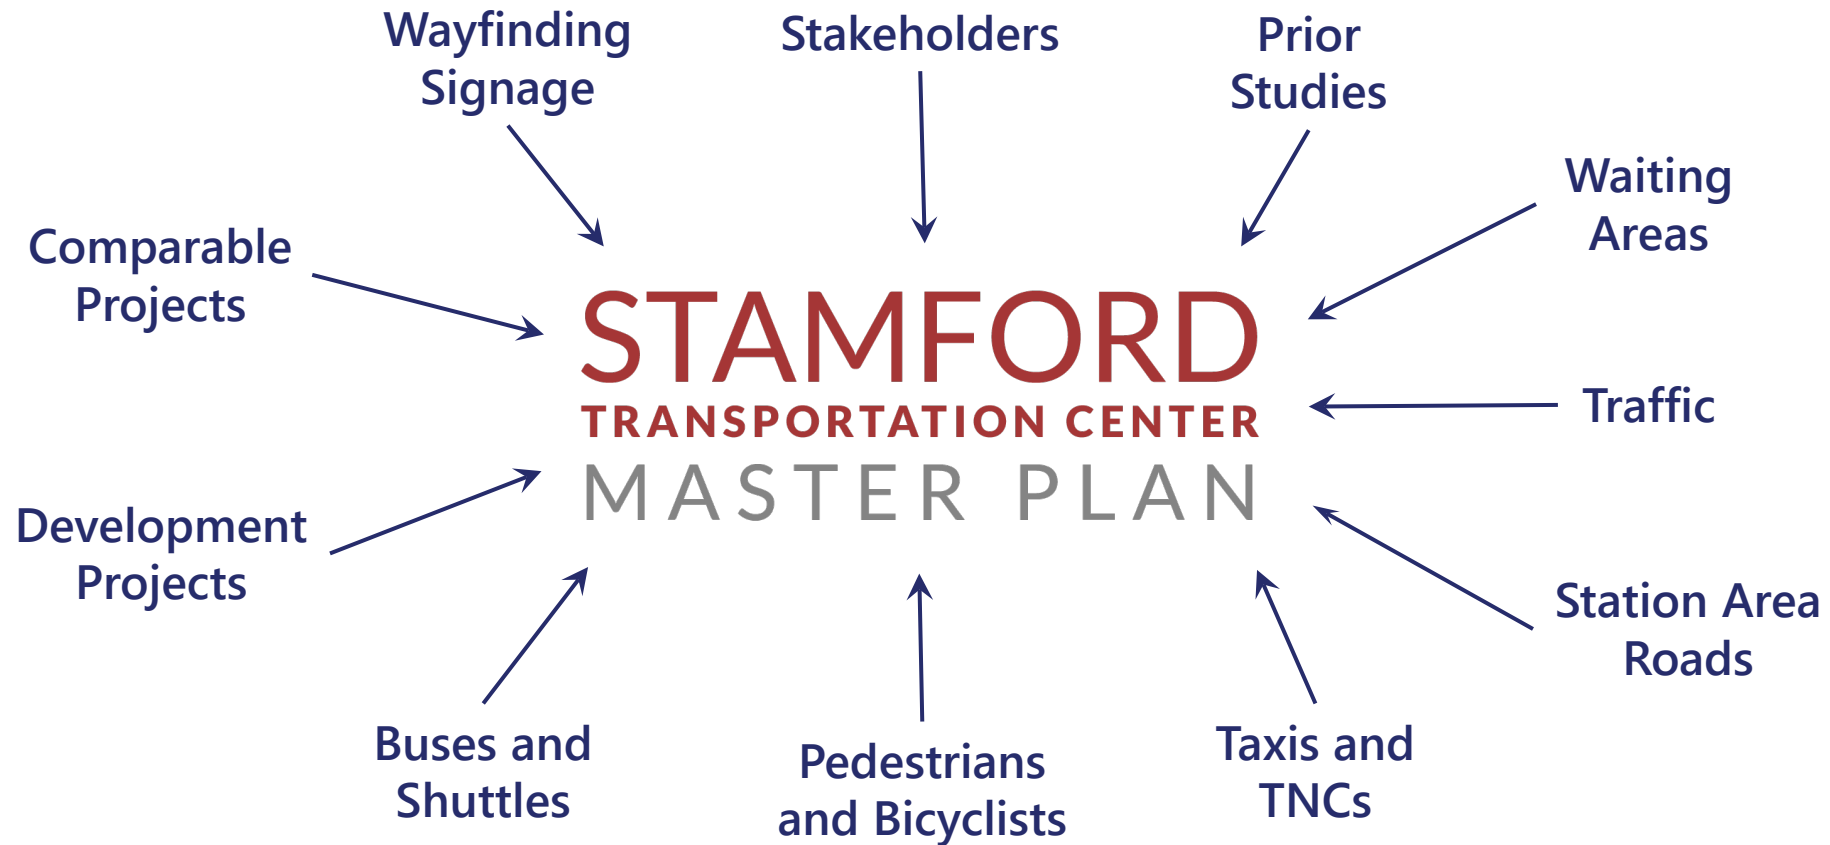 Wayfinding
Signage
Stakeholders
Prior
Studies
Waiting
Areas
Comparable
Projects
STAMFORD
TRANSPORTATION CENTER
MASTER PLAN
Traffic
Development
Projects
Station Area
Roads
Buses and
Shuttles
Pedestrians
and Bicyclists
Taxis and
TNCs